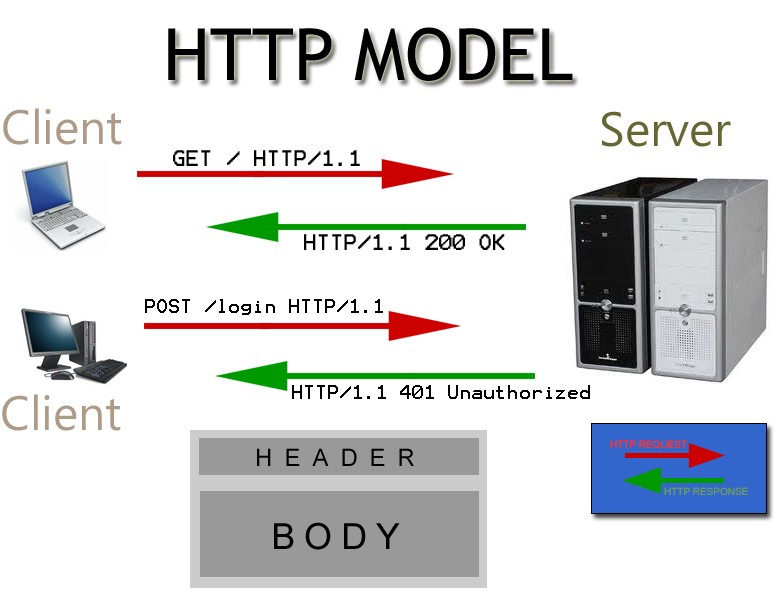 HTTP MODEL
Client
Server
GET / HTTP/1.1
HTTP/1.1 200 OK
POST /login HTTP/1.1
HTTP/1.1 401 Unauthorized
Client
HEADER
BODY
HTTP REQUEST
HTTP RESPONSE